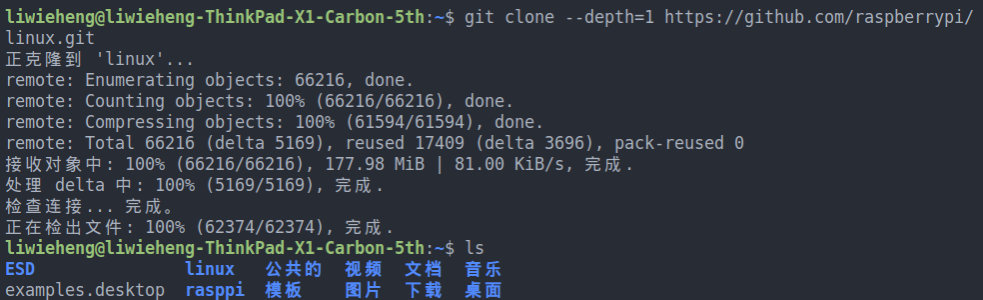 liwieheng@liwieheng-ThinkPad-X1-Carbon-5th:~$ git clone --depth=1 https://github.com/raspberrypi/
linux.git
正克隆到 'linux'...
remote: Enumerating objects: 66216, done.
remote: Counting objects: 100% (66216/66216), done.
remote: Compressing objects: 100% (61594/61594), done.
remote: Total 66216 (delta 5169), reused 17409 (delta 3696), pack-reused 0
接收对象中: 100% (66216/66216), 177.98 MiB | 81.00 KiB/s, 完成.
处理 delta 中: 100% (5169/5169), 完成.
检查连接... 完成。
正在检出文件: 100% (62374/62374), 完成.
liwieheng@liwieheng-ThinkPad-X1-Carbon-5th:~$ ls
ESD linux 公共的 视频 文档 音乐
examples.desktop rasppi 模板 图片 下载 桌面